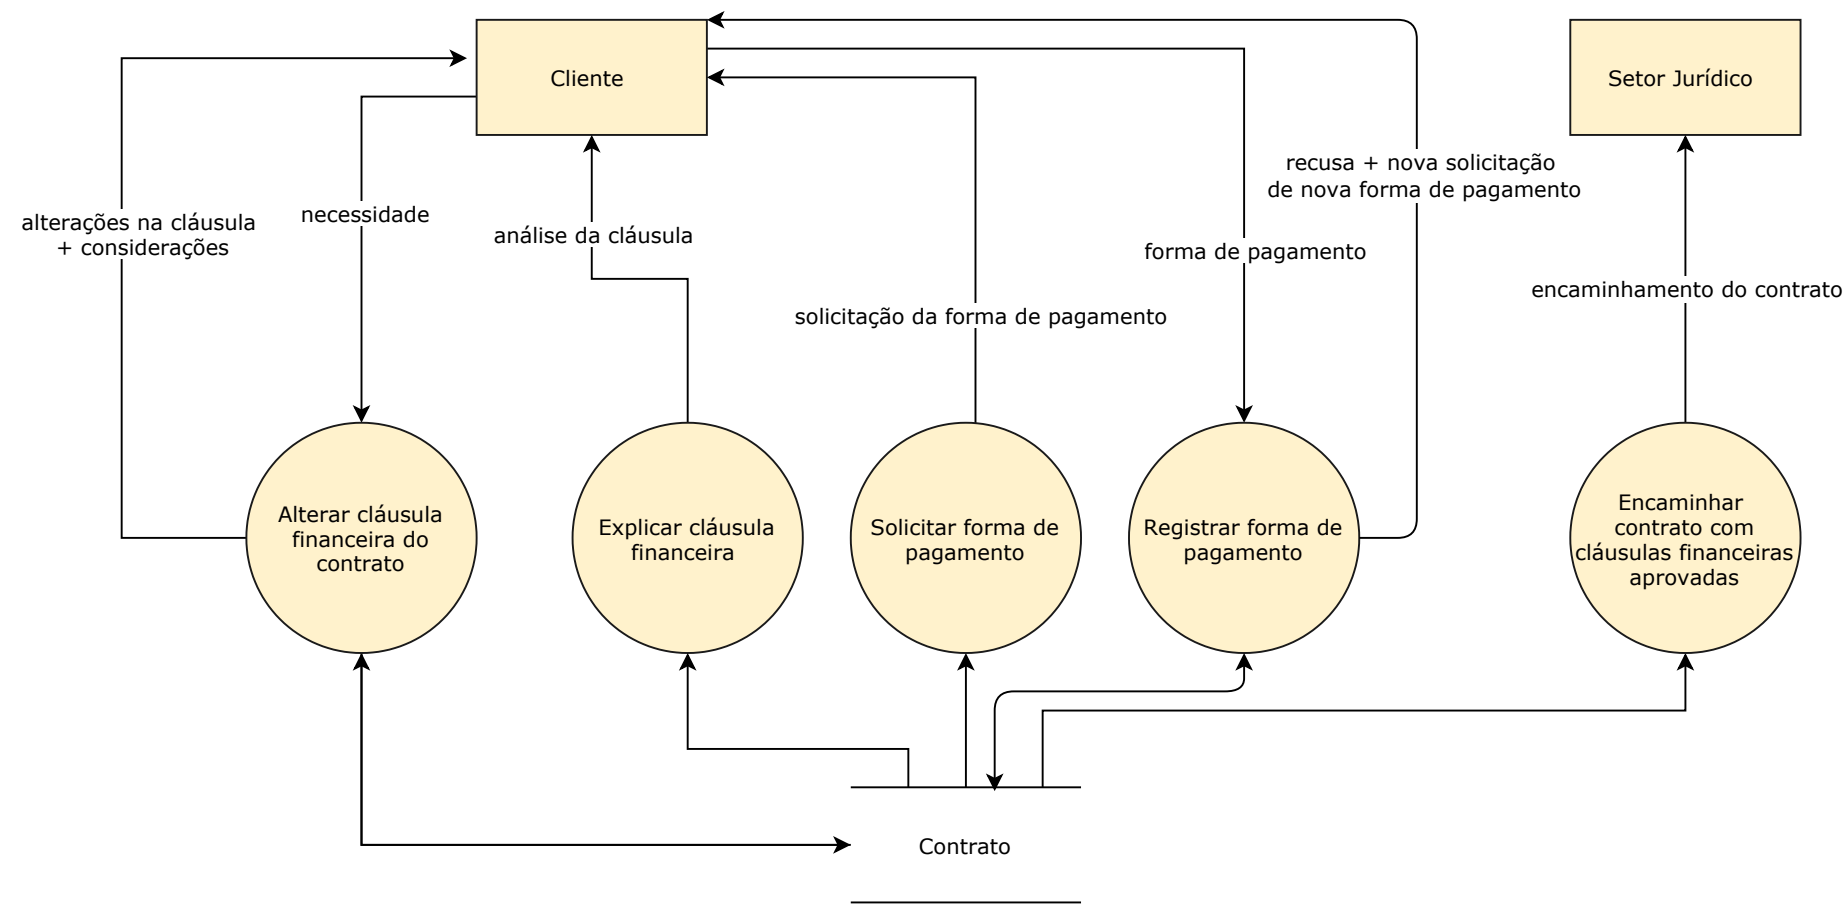 Cliente
Setor Jurídico
recusa + nova solicitação
de nova forma de pagamento
alterações na cláusula
+ considerações
necessidade
análise da cláusula
forma de pagamento
solicitação da forma de pagamento
encaminhamento do contrato
Alterar cláusula
financeira do
contrato
Explicar cláusula
financeira
Solicitar forma de
pagamento
Registrar forma de
pagamento
Encaminhar
contrato com
cláusulas financeiras
aprovadas
Contrato